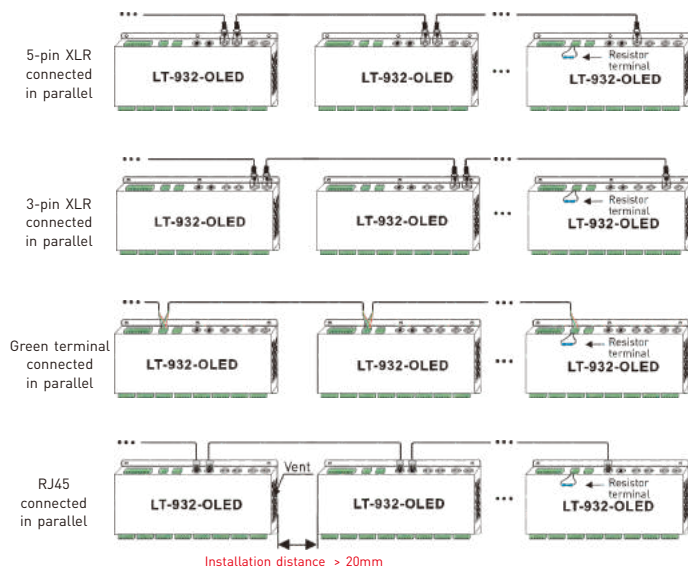 5-pin XLR
connected
in parallel
LT-932-OLED
LT-932-OLED
Resistor
terminal
LT-932-OLED
3-pin XLR
connected
in parallel
LT-932-OLED
LT-932-OLED
Resistor
terminal
LT-932-OLED
Green terminal
connected
in parallel
LT-932-OLED
LT-932-OLED
Resistor
terminal
LT-932-OLED
RJ45
connected
in parallel
LT-932-OLED
Vent
LT-932-OLED
Resistor
terminal
LT-932-OLED
Installation distance > 20mm